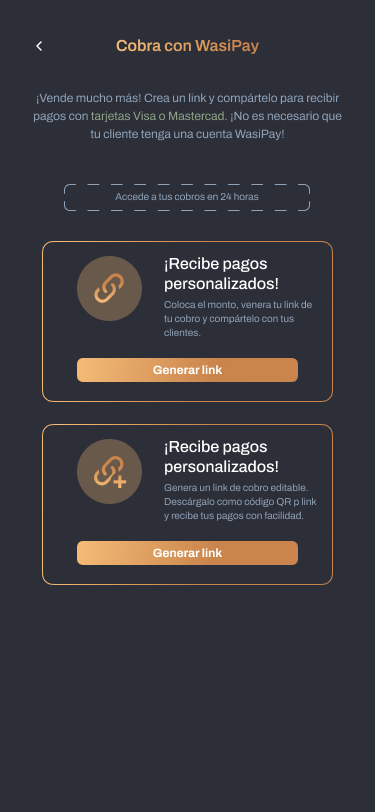 Cobra con WasiPay
¡Vende mucho más! Crea un link y compártelo para recibir
pagos con tarjetas Visa o Mastercad. ¡No es necesario que
tu cliente tenga una cuenta WasiPay!
Accede a tus cobros en 24 horas
¡Recibe pagos
personalizados!
Coloca el monto, venera tu link de
tu cobro y compártelo con tus
clientes.
Generar link
¡Recibe pagos
personalizados!
Genera un link de cobro editable.
Descárgalo como código QR p link
y recibe tus pagos con facilidad.
Generar link